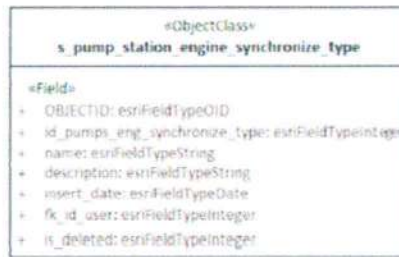 «ObjectClass»
s_pump_station_engine_synchronize_type
«Field»
+ OBJECTID: esriFieldTypeOID
+ id_pumps_eng_synchronize_type: esriFieldTypeInteger
+ name: esriFieldTypeString
+ description: esriFieldTypeString
+ insert_date: esriFieldTypeDate
+ fk_id_user: esriFieldTypeInteger
+ is_deleted: esriFieldTypeInteger